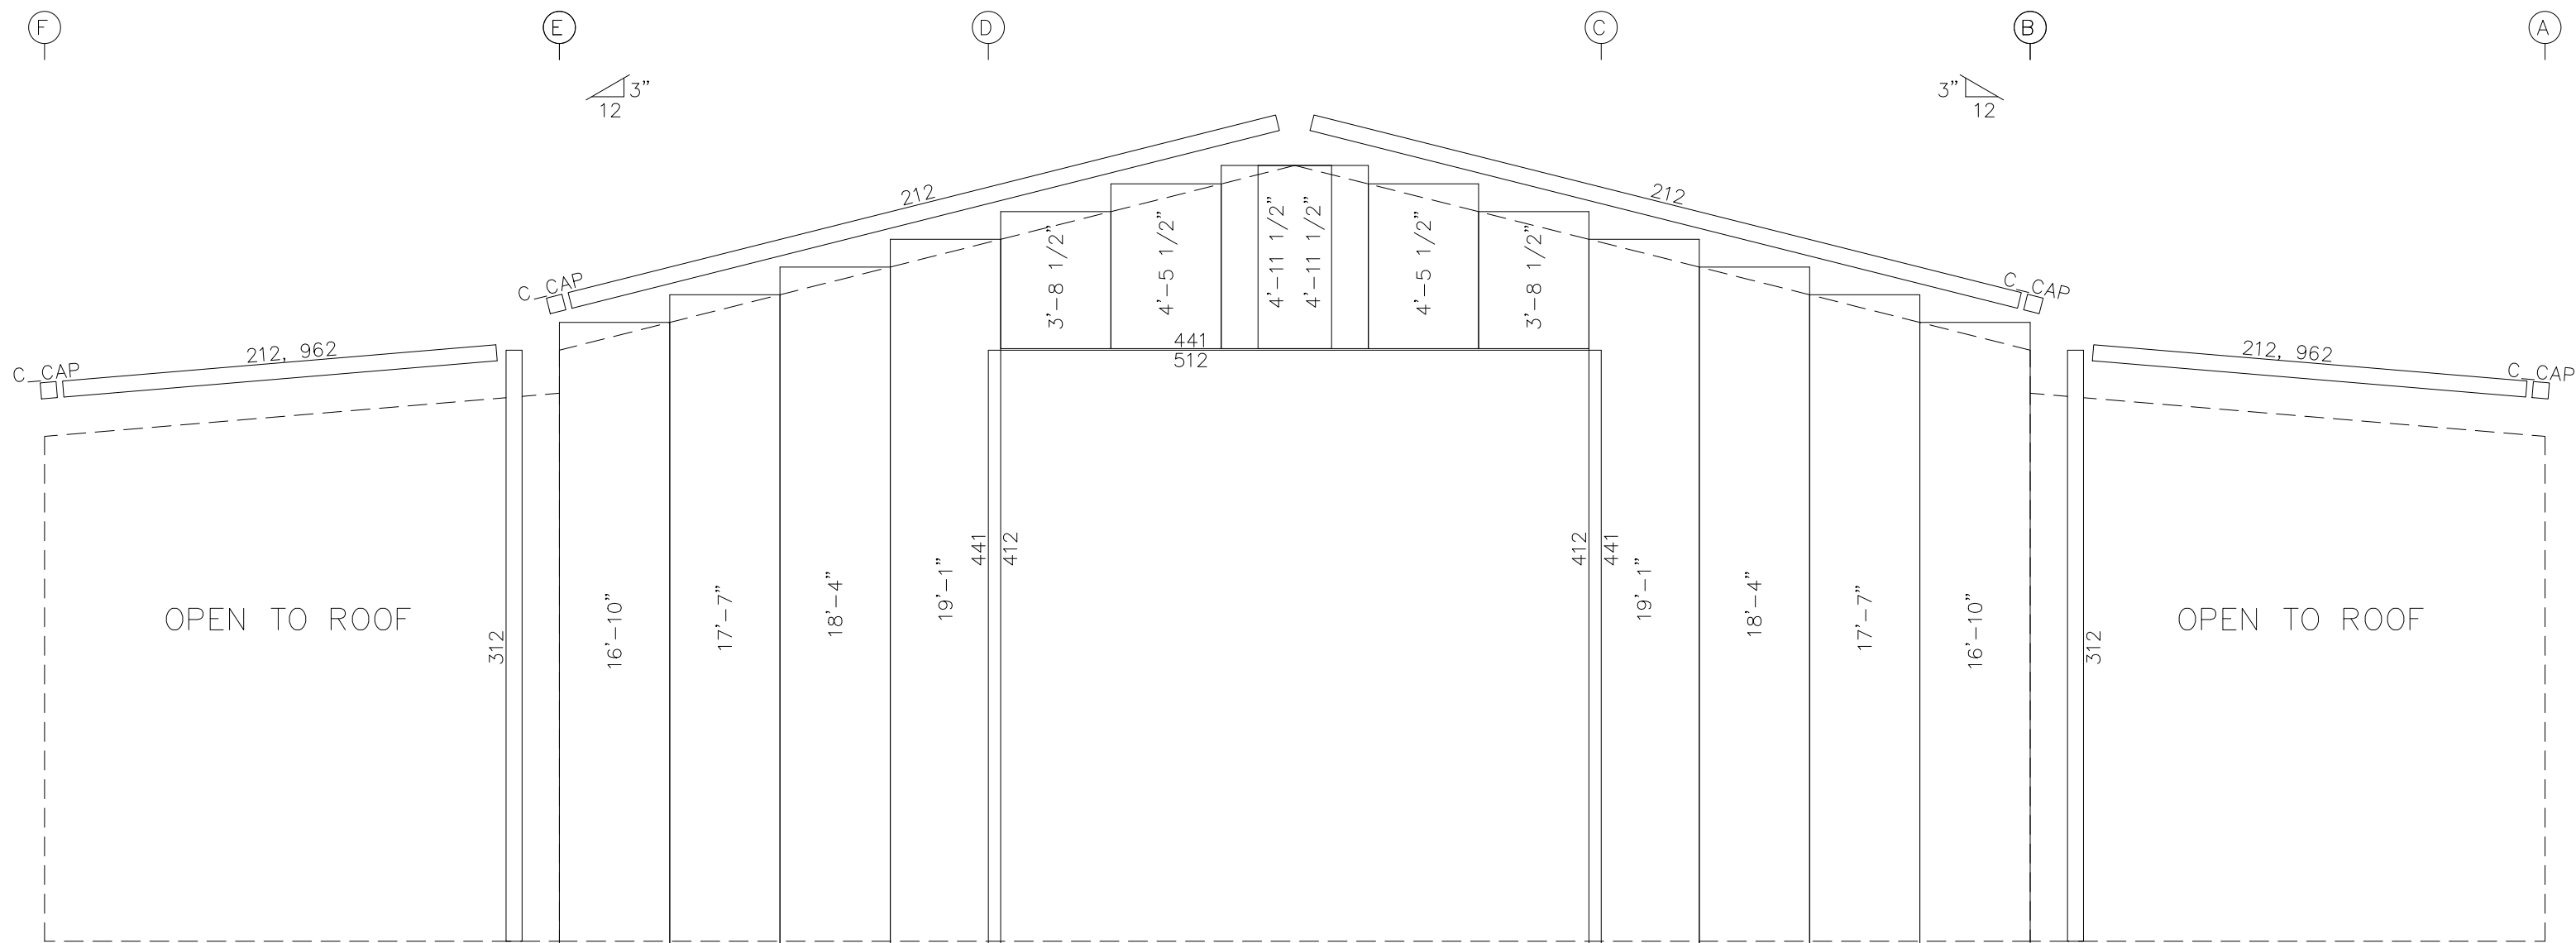 F
E
D
C
B
A
3"
12
3"
12
212
212
C_CAP
C_CAP
212, 962
212, 962
C_CAP
C_CAP
3'-8 1/2"
4'-5 1/2"
4'-11 1/2"
4'-11 1/2"
4'-5 1/2"
3'-8 1/2"
441
512
441
412
412
441
16'-10"
17'-7"
18'-4"
19'-1"
19'-1"
18'-4"
17'-7"
16'-10"
OPEN TO ROOF
312
312
OPEN TO ROOF